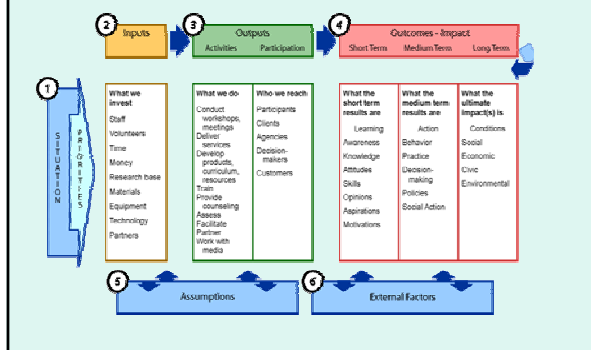 2
Inputs
3
Outputs
Activities
Participation
4
Outcomes - Impact
Short Term
Medium Term
Long Term
1
SITUATION
PRIORITIES
What we
invest
Staff
Volunteers
Time
Money
Research base
Materials
Equipment
Technology
Partners
What we do
Conduct
workshops,
meetings
Deliver
services
Develop
products,
curriculum,
resources
Train
Provide
counseling
Assess
Facilitate
Partner
Work with
media
Who we reach
Participants
Clients
Agencies
Decision-
makers
Customers
What the
short term
results are
Learning
Awareness
Knowledge
Attitudes
Skills
Opinions
Aspirations
Motivations
What the
medium term
results are
Action
Behavior
Practice
Decision-
making
Policies
Social Action
What the
ultimate
impact(s) is
Conditions
Social
Economic
Civic
Environmental
5
Assumptions
6
External Factors